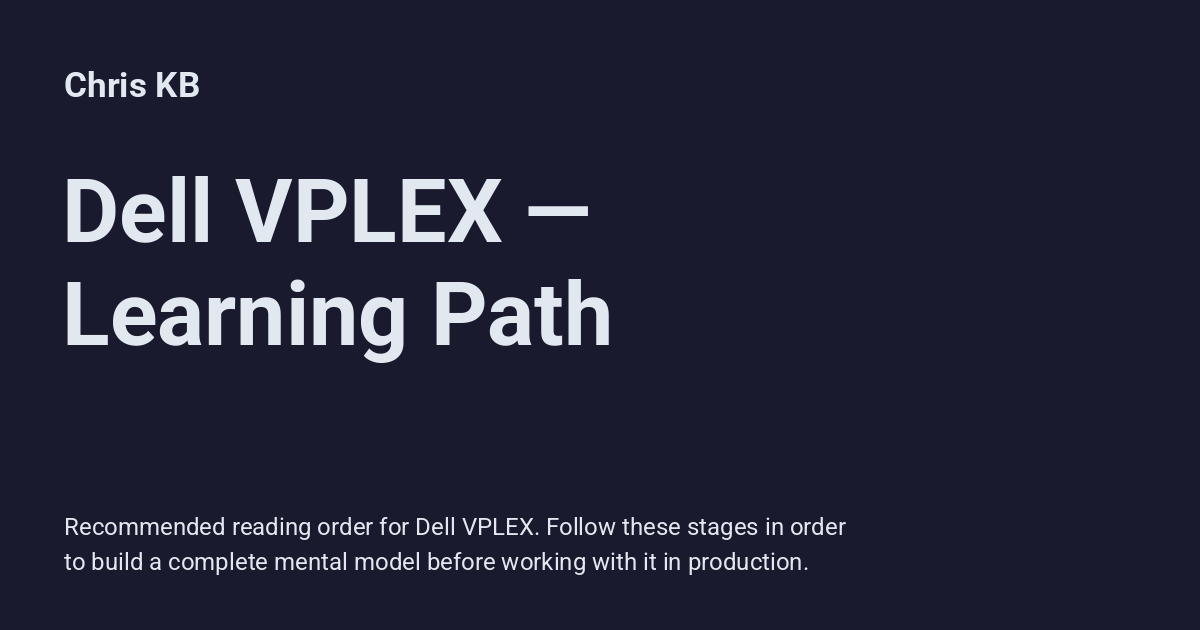 Chris KB
Dell VPLEX —
Learning Path
Recommended reading order for Dell VPLEX. Follow these stages in order
to build a complete mental model before working with it in production.